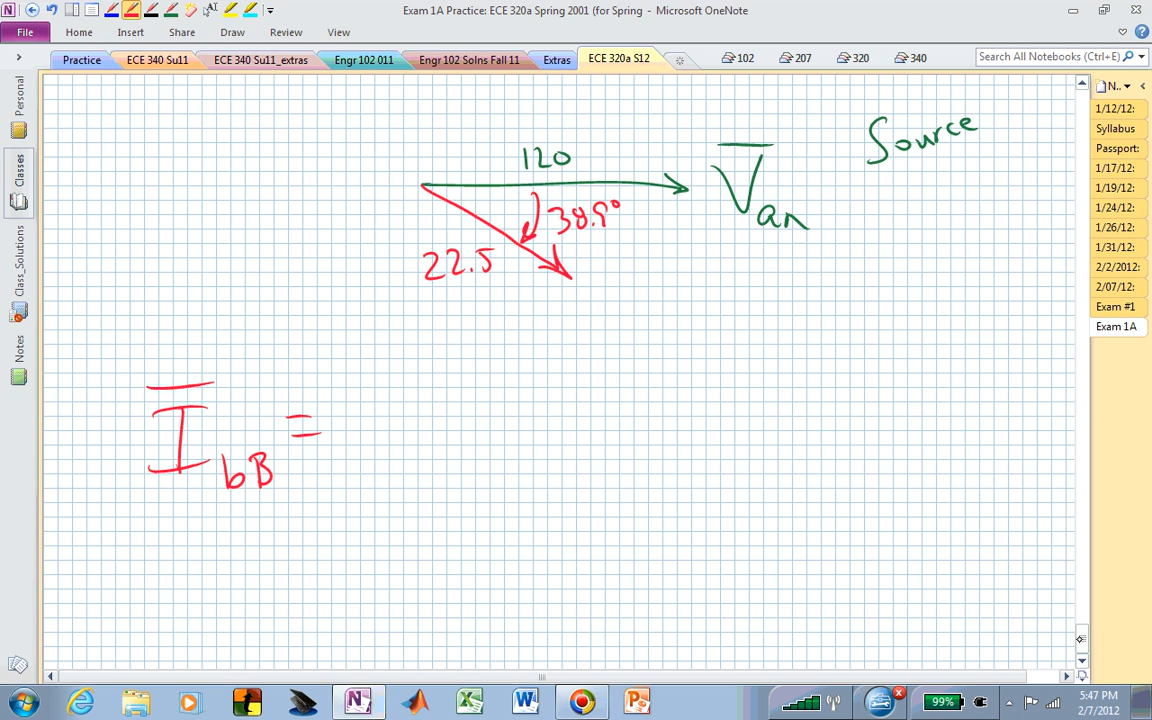 Exam 1A Practice: ECE 320a Spring 2001 (for Spring - Microsoft OneNote
File Home Insert Share Draw Review View
Practice ECE 340 Su11 ECE 340 Su11_extras Engr 102 011 Engr 102 Solns Fall 11 Extras ECE 320a S12 102 207 320 340 Search All Notebooks (Ctrl+E)
N..
Personal
Classes
Class_Solutions
Notes
1/12/12:
Syllabus
Passport:
1/17/12:
1/19/12:
1/24/12:
1/26/12:
1/31/12:
2/2/2012:
2/07/12:
Exam #1
Exam 1A
Source
120
V an
38.9°
22.5
I bB =
99%
5:47 PM
2/7/2012